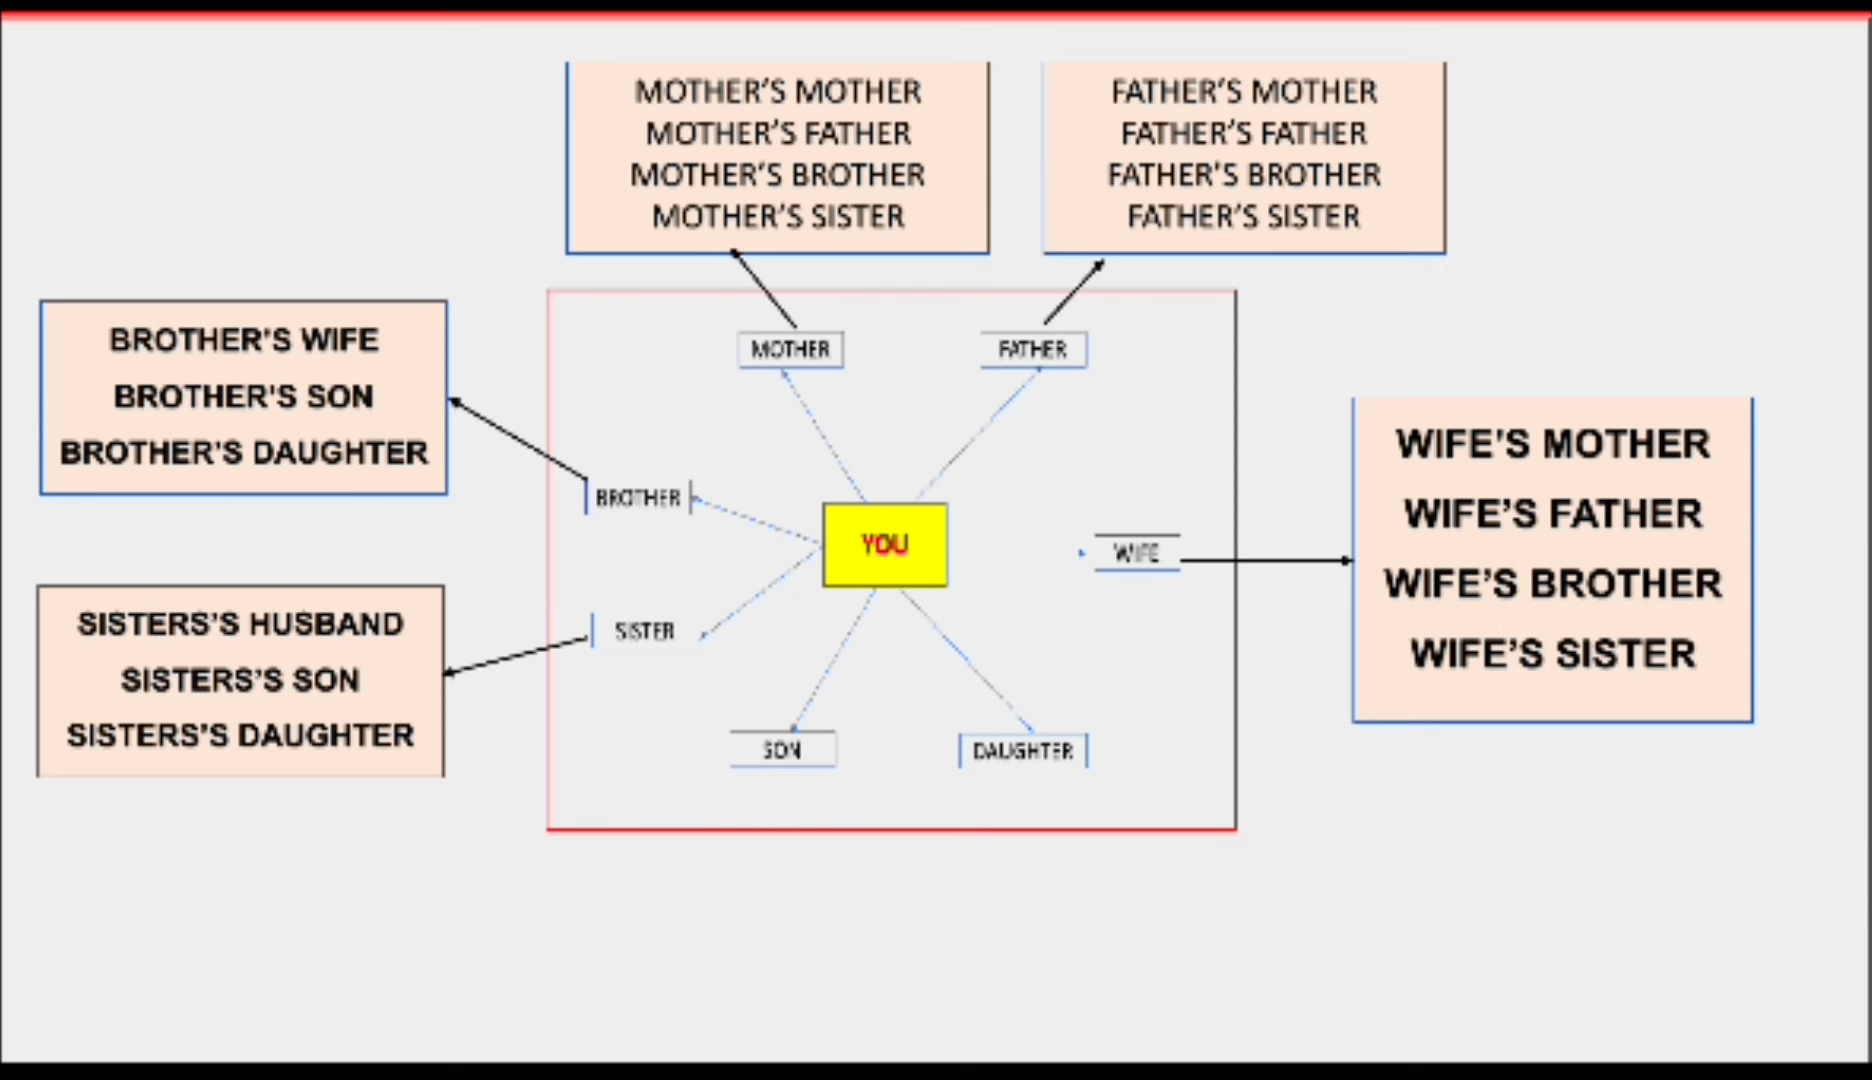 MOTHER'S MOTHER
MOTHER'S FATHER
MOTHER'S BROTHER
MOTHER'S SISTER
FATHER'S MOTHER
FATHER'S FATHER
FATHER'S BROTHER
FATHER'S SISTER
BROTHER'S WIFE
BROTHER'S SON
BROTHER'S DAUGHTER
MOTHER
FATHER
WIFE'S MOTHER
WIFE'S FATHER
WIFE'S BROTHER
WIFE'S SISTER
BROTHER
YOU
WIFE
SISTERS'S HUSBAND
SISTERS'S SON
SISTERS'S DAUGHTER
SISTER
SON
DAUGHTER